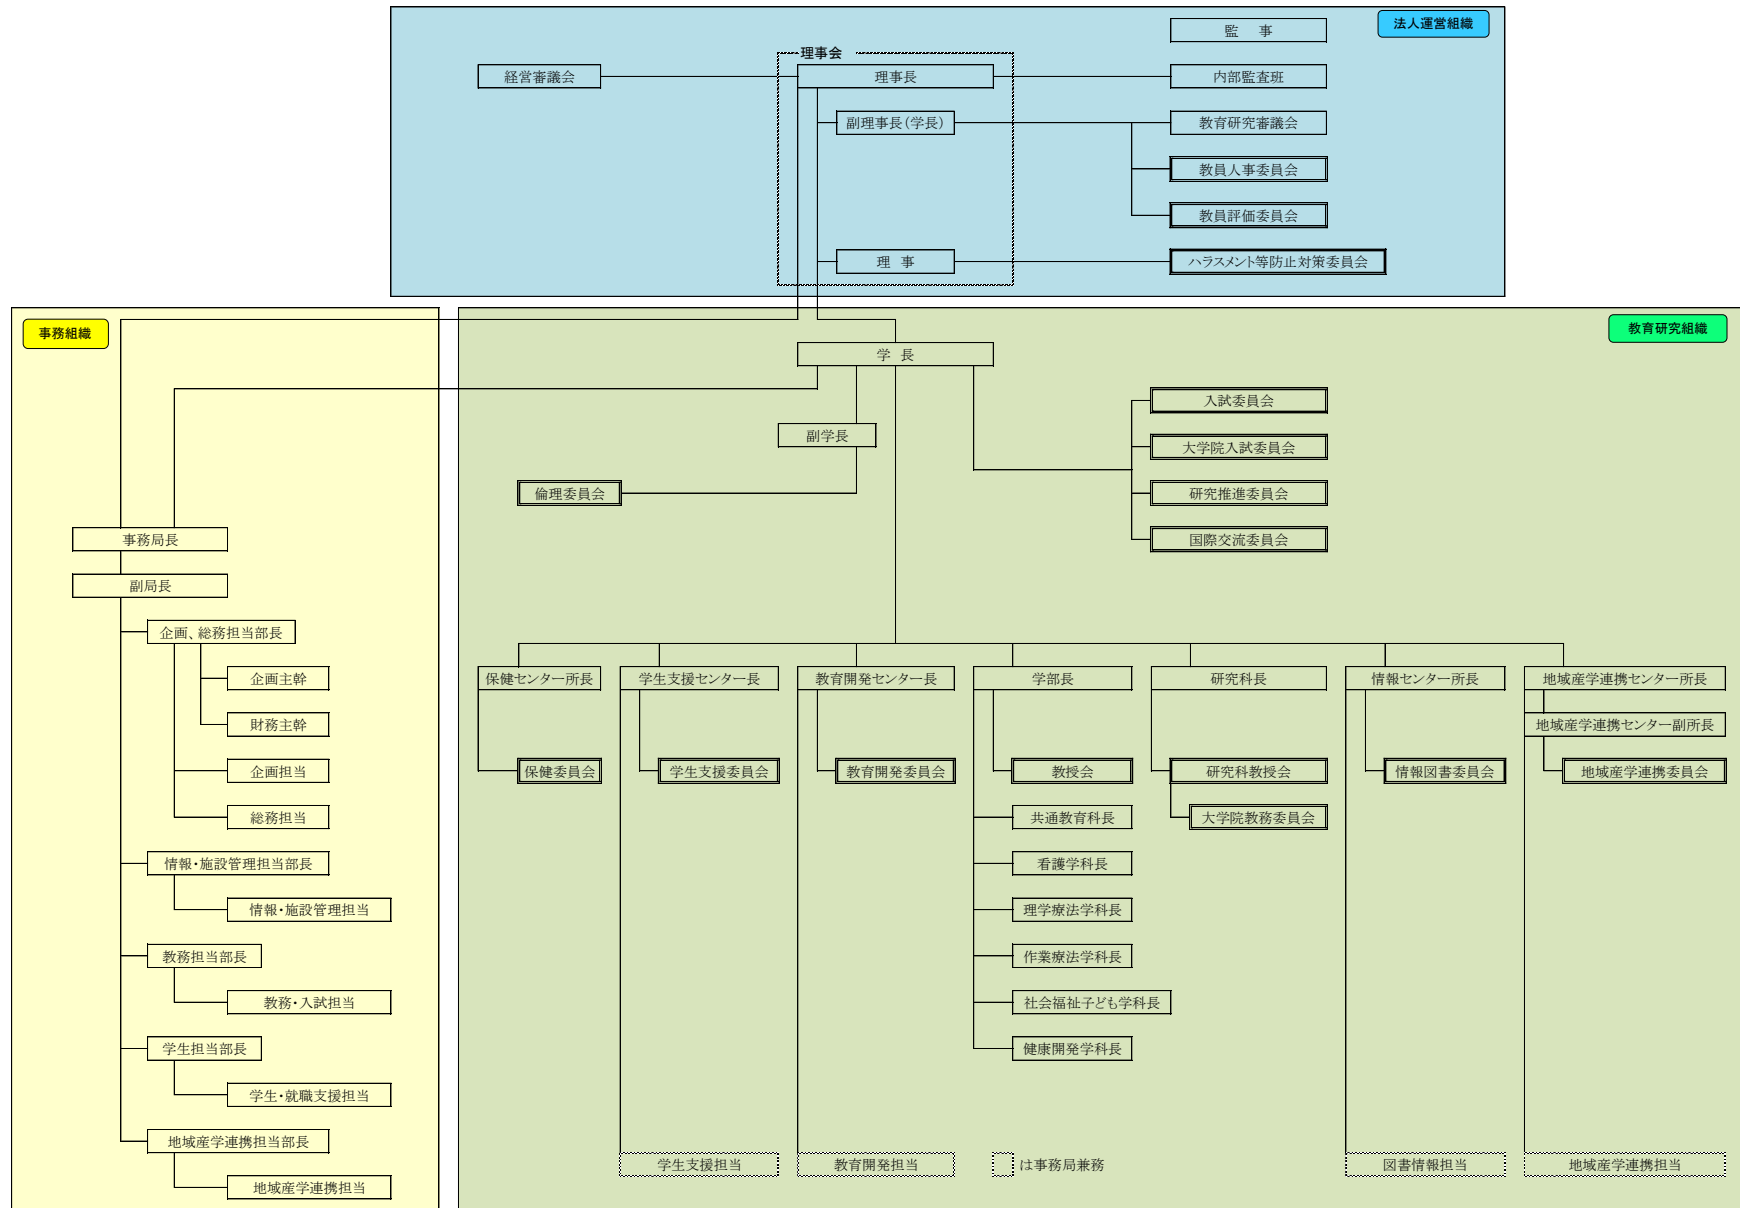 法人運営組織
監　事
理事会
経営審議会
理事長
内部監査班
副理事長（学長）
教育研究審議会
教員人事委員会
教員評価委員会
理　事
ハラスメント等防止対策委員会
事務組織
教育研究組織
学　長
入試委員会
副学長
大学院入試委員会
倫理委員会
研究推進委員会
事務局長
国際交流委員会
副局長
企画、総務担当部長
企画主幹
財務主幹
企画担当
総務担当
情報・施設管理担当部長
情報・施設管理担当
教務担当部長
教務・入試担当
学生担当部長
学生・就職支援担当
地域産学連携担当部長
地域産学連携担当
保健センター所長
学生支援センター長
教育開発センター長
学部長
研究科長
情報センター所長
地域産学連携センター所長
地域産学連携センター副所長
保健委員会
学生支援委員会
教育開発委員会
教授会
研究科教授会
情報図書委員会
地域産学連携委員会
共通教育科長
大学院教務委員会
看護学科長
理学療法学科長
作業療法学科長
社会福祉子ども学科長
健康開発学科長
学生支援担当
教育開発担当
は事務局兼務
図書情報担当
地域産学連携担当